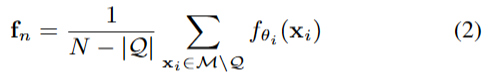 f_n = \frac{1}{N - |\mathcal{Q}|} \sum_{\mathbf{x}_i \in \mathcal{M} \setminus \mathcal{Q}} f_{\theta_i}(\mathbf{x}_i) (2)